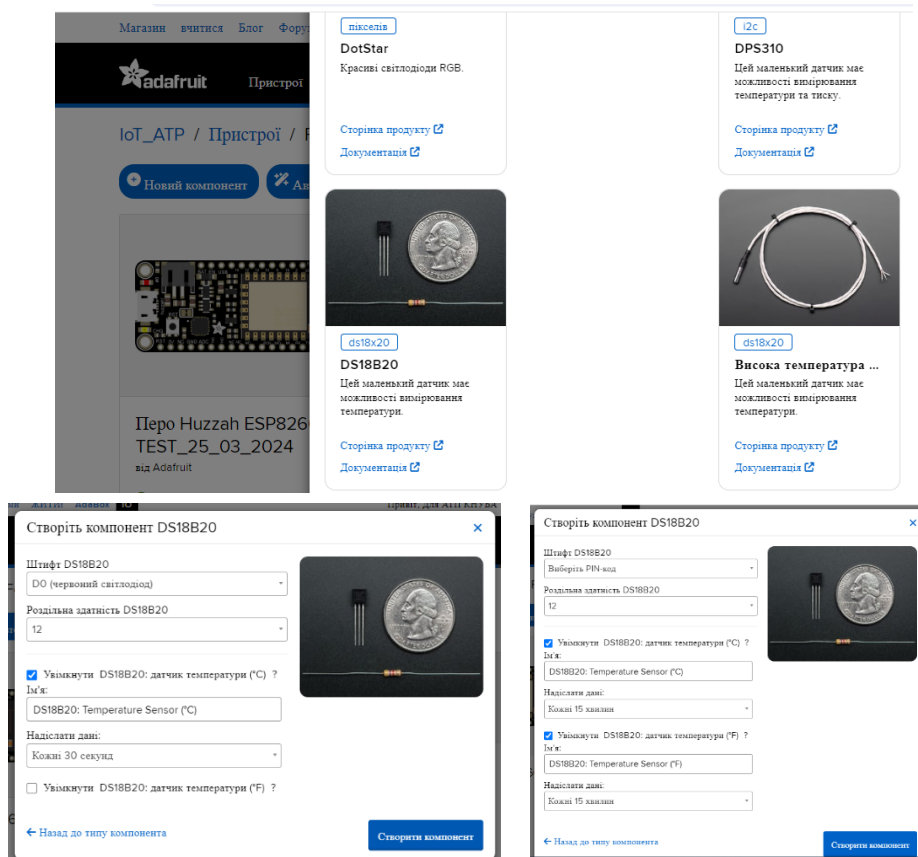 Магазин вчитися Блог Фору
adafruit
Пристрої
IoT_ATP / Пристрої / F
Новий компонент
Ав
Перо Huzzah ESP826
TEST_25_03_2024
від Adafruit
пікселів
DotStar
Красиві світлодіоди RGB.
Сторінка продукту
Документація
i2c
DPS310
Цей маленький датчик має
можливості вимірювання
температури та тиску.
Сторінка продукту
Документація
ds18x20
DS18B20
Цей маленький датчик має
можливості вимірювання
температури.
Сторінка продукту
Документація
ds18x20
Висока температура ...
Цей маленький датчик має
можливості вимірювання
температури.
Сторінка продукту
Документація
Створіть компонент DS18B20
×
Штифт DS18B20
D0 (червоний світлодіод)
Роздільна здатність DS18B20
12
Увімкнути DS18B20: датчик температури (°C) ?
Ім'я:
DS18B20: Temperature Sensor (°C)
Надіслати дані:
Кожні 30 секунд
Увімкнути DS18B20: датчик температури (°F) ?
← Назад до типу компонента
Створити компонент
Створіть компонент DS18B20
×
Штифт DS18B20
Виберіть PIN-код
Роздільна здатність DS18B20
12
Увімкнути DS18B20: датчик температури (°C) ?
Ім'я:
DS18B20: Temperature Sensor (°C)
Надіслати дані:
Кожні 15 хвилин
Увімкнути DS18B20: датчик температури (°F) ?
Ім'я:
DS18B20: Temperature Sensor (°F)
Надіслати дані:
Кожні 15 хвилин
← Назад до типу компонента
Створити компонент